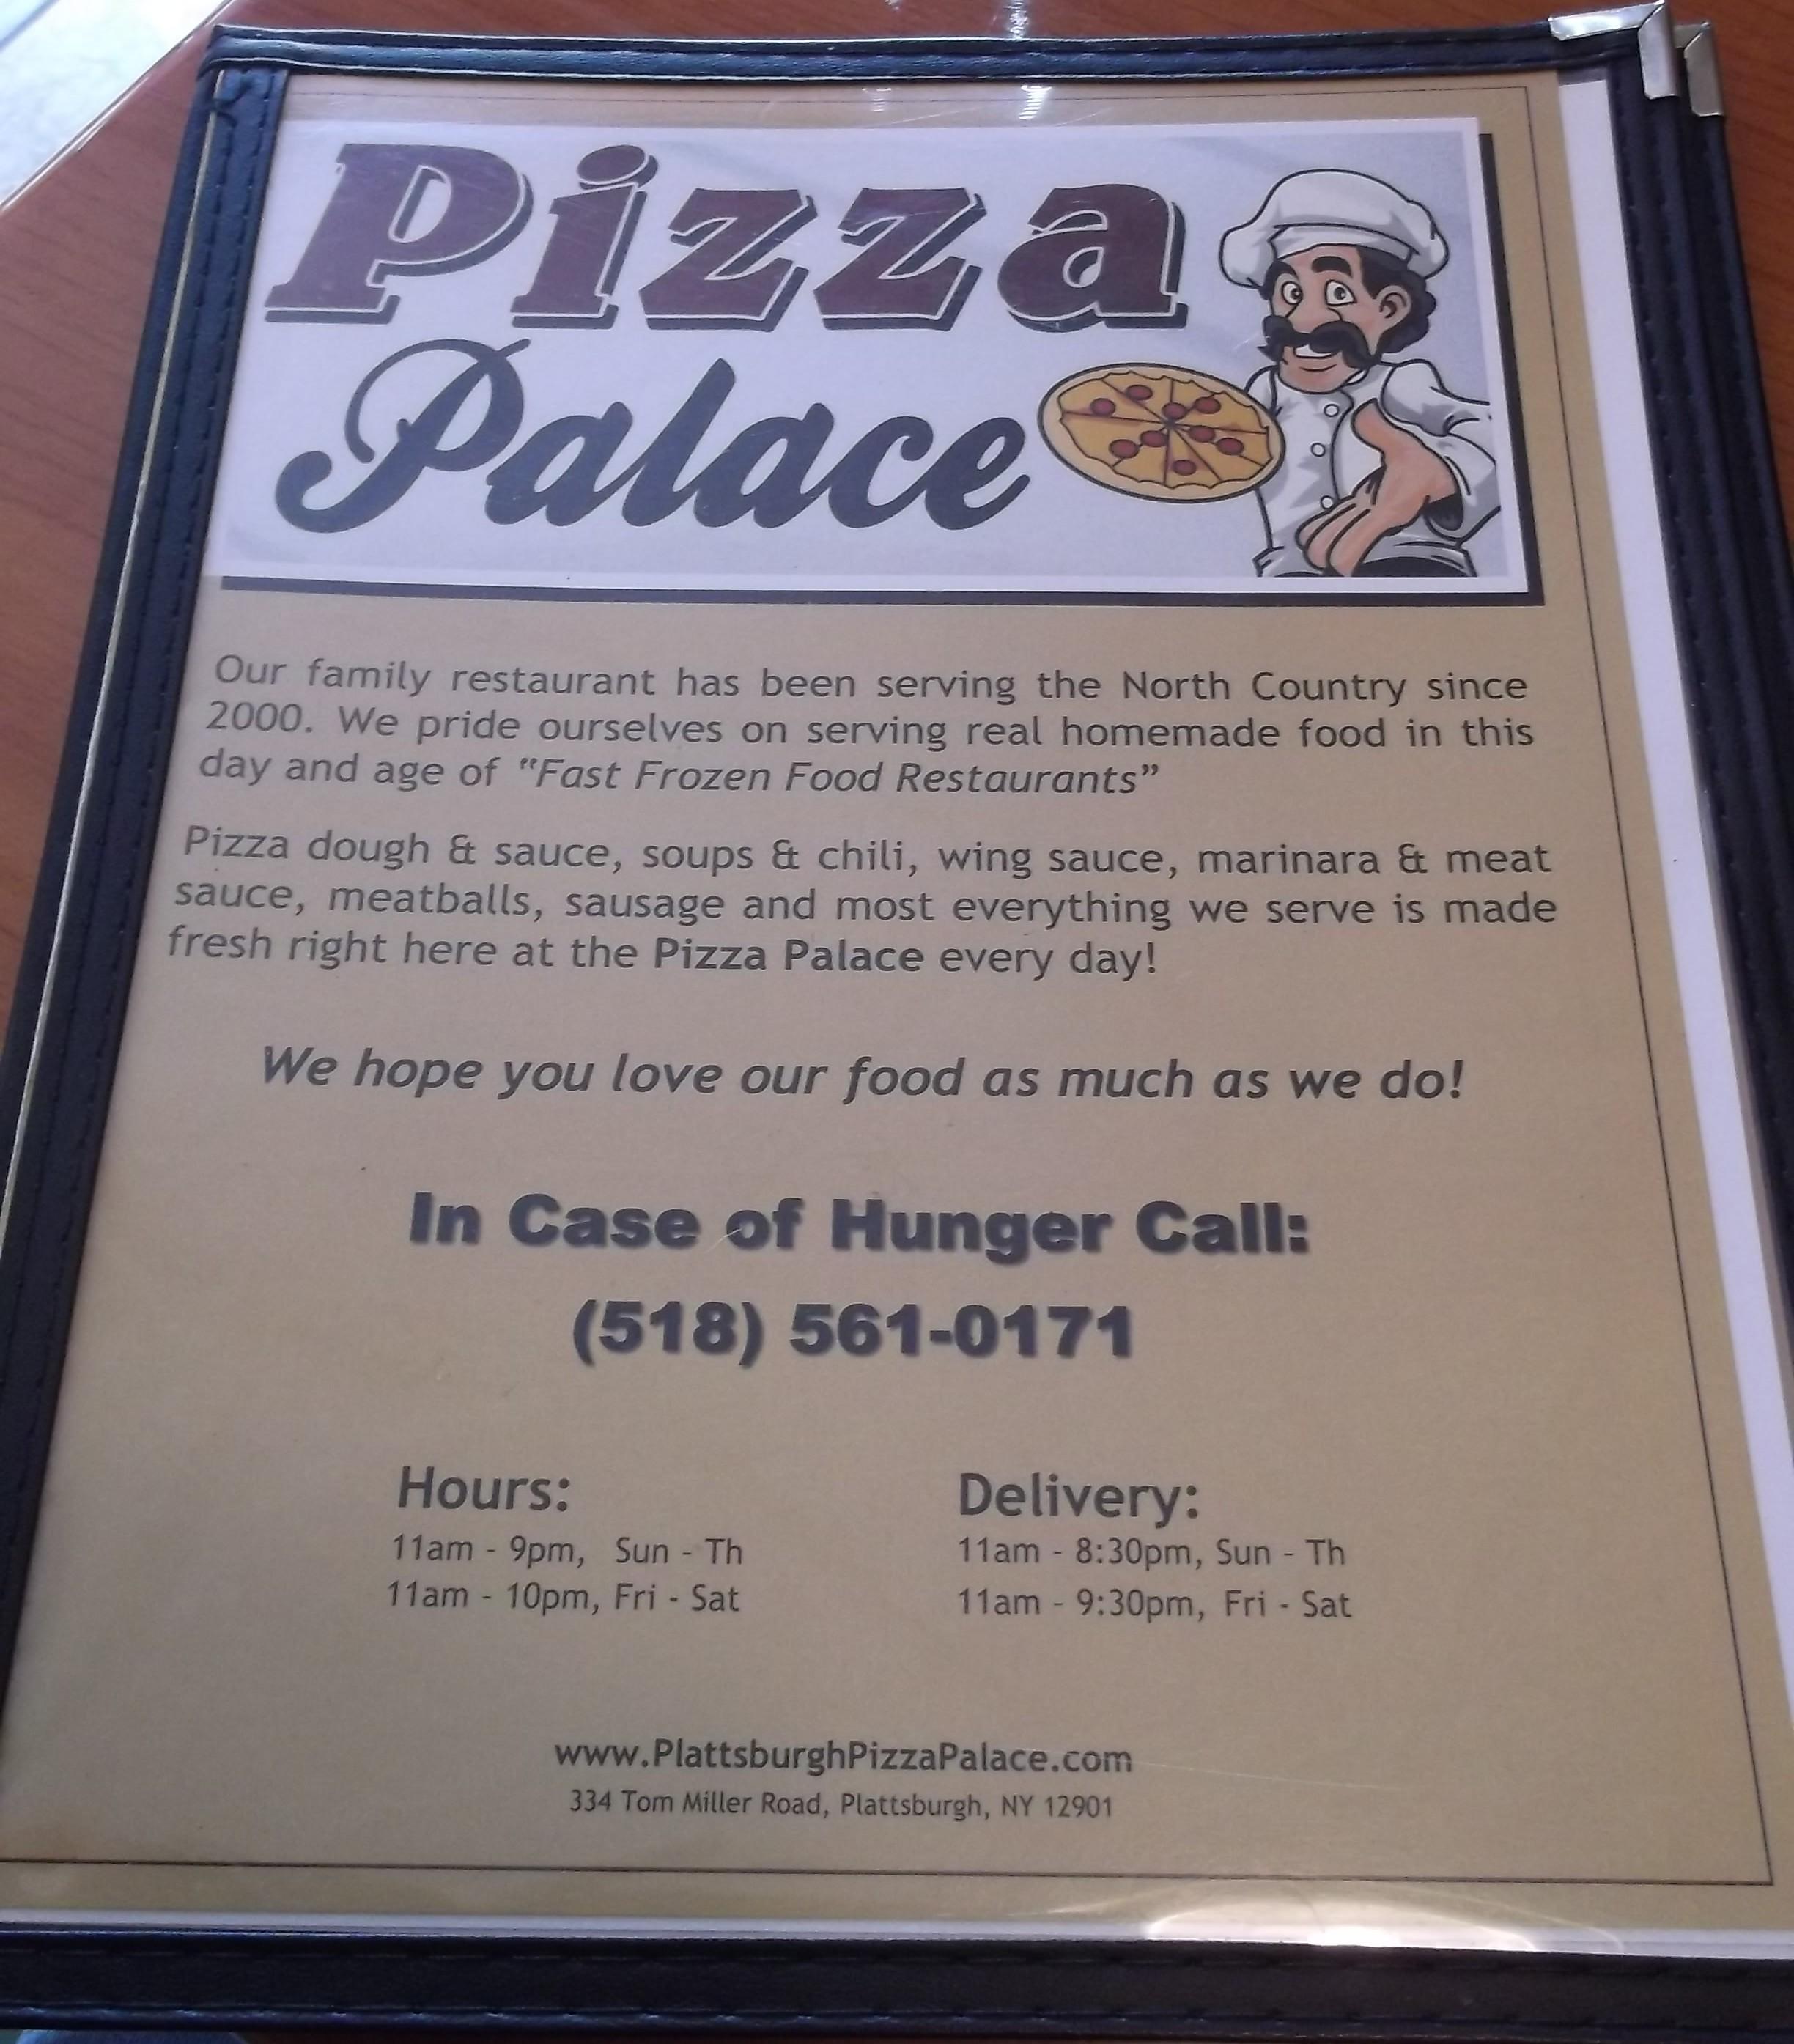 Pizza
Palace
Our family restaurant has been serving the North Country since
2000. We pride ourselves on serving real homemade food in this
day and age of "Fast Frozen Food Restaurants”
Pizza dough & sauce, soups & chili, wing sauce, marinara & meat
sauce, meatballs, sausage and most everything we serve is made
fresh right here at the Pizza Palace every day!
We hope you love our food as much as we do!
In Case of Hunger Call:
(518) 561-0171
Hours:
11am - 9pm, Sun - Th
11am - 10pm, Fri - Sat
Delivery:
11am - 8:30pm, Sun - Th
11am - 9:30pm, Fri - Sat
www.PlattsburghPizzaPalace.com
334 Tom Miller Road, Plattsburgh, NY 12901